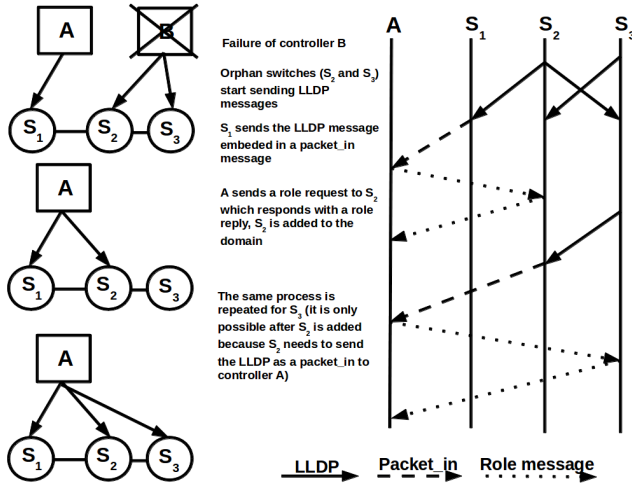 A
B
S1
S2
S3
A
S1
S2
S3
A
S1
S2
S3
Failure of controller B
Orphan switches (S2 and S3)
start sending LLDP
messages
S1 sends the LLDP message
embeded in a packet_in
message
A sends a role request to S2
which responds with a role
reply, S2 is added to the
domain
The same process is
repeated for S3 (it is only
possible after S2 is added
because S2 needs to send
the LLDP as a packet_in to
controller A)
A
S1
S2
S3
LLDP
Packet_in
Role message